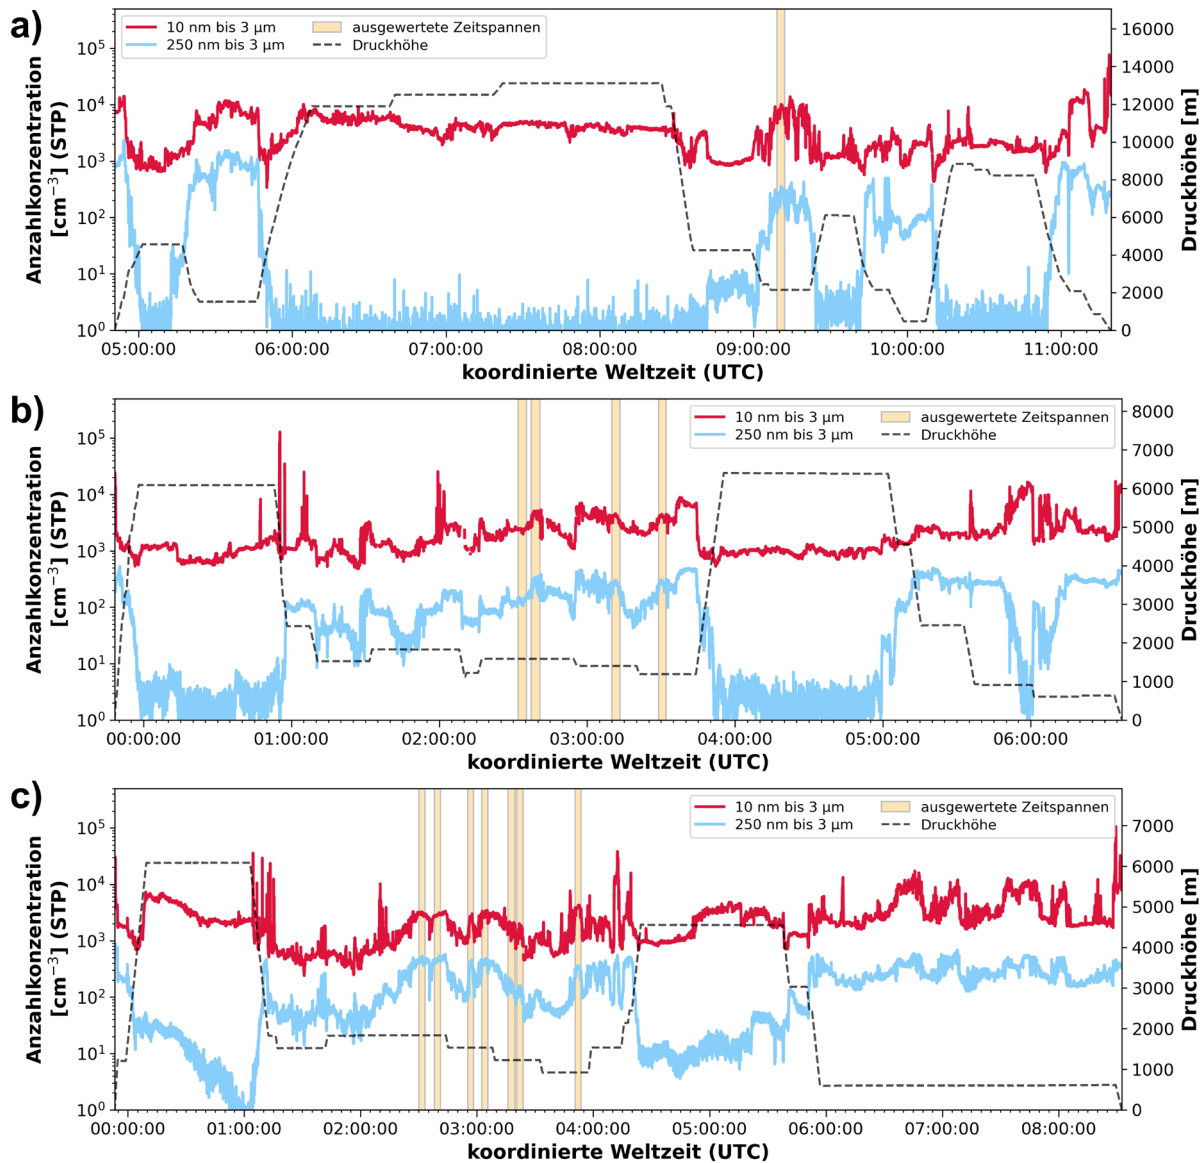 a)
10 nm bis 3 µm
250 nm bis 3 µm
ausgewertete Zeitspannen
Druckhöhe
Anzahlkonzentration
[cm⁻³] (STP)
10⁵
10⁴
10³
10²
10¹
10⁰
16000
14000
12000
10000
8000
6000
4000
2000
0
Druckhöhe [m]
05:00:00 06:00:00 07:00:00 08:00:00 09:00:00 10:00:00 11:00:00
koordinierte Weltzeit (UTC)
b)
10 nm bis 3 µm
250 nm bis 3 µm
ausgewertete Zeitspannen
Druckhöhe
Anzahlkonzentration
[cm⁻³] (STP)
10⁵
10⁴
10³
10²
10¹
10⁰
8000
7000
6000
5000
4000
3000
2000
1000
0
Druckhöhe [m]
00:00:00 01:00:00 02:00:00 03:00:00 04:00:00 05:00:00 06:00:00
koordinierte Weltzeit (UTC)
c)
10 nm bis 3 µm
250 nm bis 3 µm
ausgewertete Zeitspannen
Druckhöhe
Anzahlkonzentration
[cm⁻³] (STP)
10⁵
10⁴
10³
10²
10¹
10⁰
7000
6000
5000
4000
3000
2000
1000
0
Druckhöhe [m]
00:00:00 01:00:00 02:00:00 03:00:00 04:00:00 05:00:00 06:00:00 07:00:00 08:00:00
koordinierte Weltzeit (UTC)